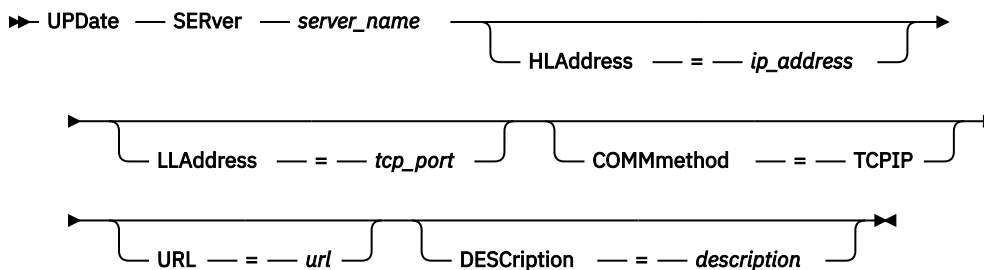 UPDate SERver server_name
HLAddress = ip_address
LLAddress = tcp_port COMMmethod = TCPIP
URL = url DESCription = description